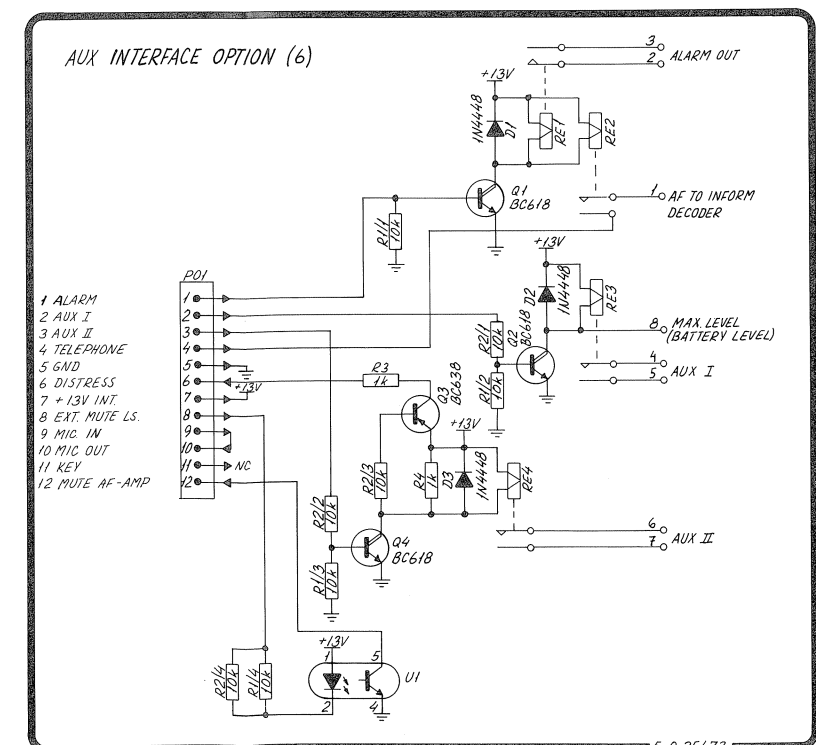 AUX INTERFACE OPTION (6)
3
2
ALARM OUT
+13V
1N4448
D1
RE1
RE2
Q1
BC618
1
AF TO INFORM
DECODER
R1/1
10k
+13V
P01
1 ALARM
2 AUX I
3 AUX II
4 TELEPHONE
5 GND
6 DISTRESS
7 +13V INT.
8 EXT. MUTE LS.
9 MIC. IN
10 MIC OUT
11 KEY
12 MUTE AF-AMP
1
2
3
4
5
6
7
8
9
10
11
12
+13V
NC
D2
1N4448
RE3
Q2
BC618
8
MAX. LEVEL
(BATTERY LEVEL)
4
5
AUX I
R2/1
10k
R1/2
10k
R3
1k
Q3
BC638
+13V
R2/3
10k
R4
1k
D3
1N4448
RE4
R2/2
10k
Q4
BC618
R1/3
10k
6
7
AUX II
+13V
1
5
U1
2
4
R2/4
10k
R1/4
10k